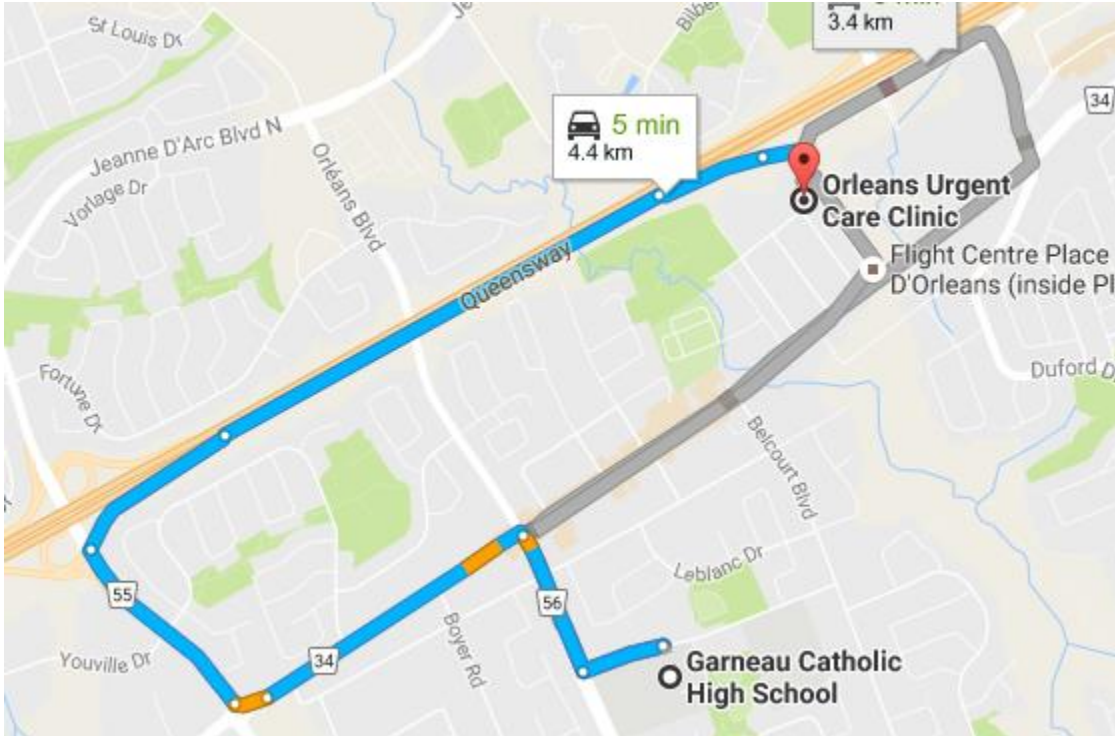 St Louis Dr
3.4 km
34
Jeanne D'Arc Blvd N
5 min
4.4 km
Orléans Blvd
Vorlage Dr
Orleans Urgent
Care Clinic
Queensway
Flight Centre Place
D'Orleans (inside Pl
Fortune Dr
Duford D
Belcourt Blvd
Leblanc Dr
55
56
Boyer Rd
34
Youville Dr
Garneau Catholic
High School